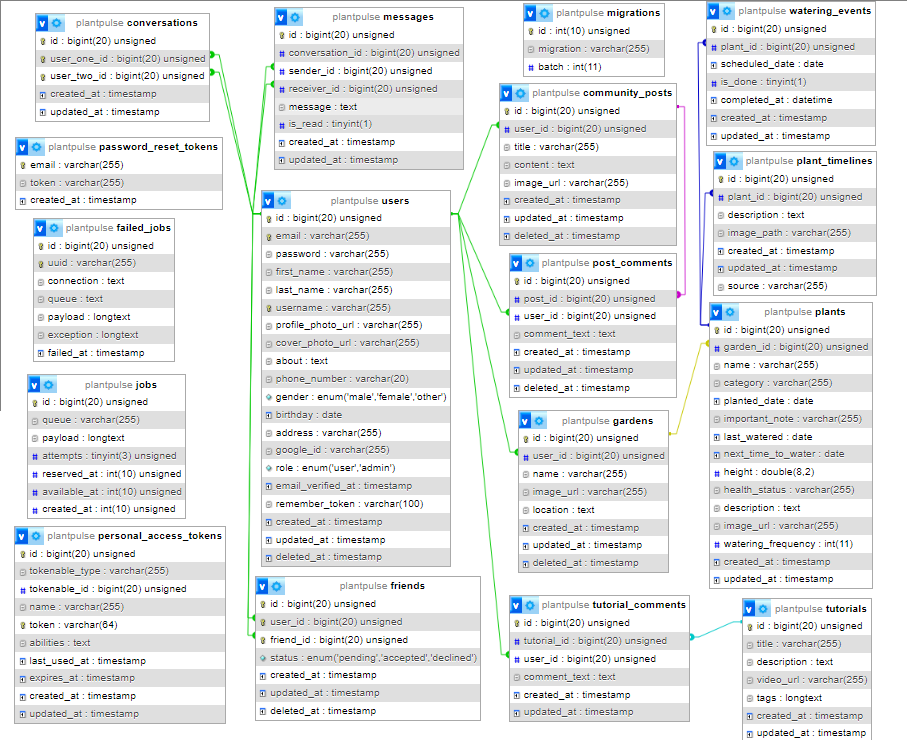 plantpulse conversations
id : bigint(20) unsigned
user_one_id : bigint(20) unsigned
user_two_id : bigint(20) unsigned
created_at : timestamp
updated_at : timestamp
plantpulse password_reset_tokens
email : varchar(255)
token : varchar(255)
created_at : timestamp
plantpulse failed_jobs
id : bigint(20) unsigned
uuid : varchar(255)
connection : text
queue : text
payload : longtext
exception : longtext
failed_at : timestamp
plantpulse jobs
id : bigint(20) unsigned
queue : varchar(255)
payload : longtext
attempts : tinyint(3) unsigned
reserved_at : int(10) unsigned
available_at : int(10) unsigned
created_at : int(10) unsigned
plantpulse personal_access_tokens
id : bigint(20) unsigned
tokenable_type : varchar(255)
tokenable_id : bigint(20) unsigned
name : varchar(255)
token : varchar(64)
abilities : text
last_used_at : timestamp
expires_at : timestamp
created_at : timestamp
updated_at : timestamp
plantpulse messages
id : bigint(20) unsigned
conversation_id : bigint(20) unsigned
sender_id : bigint(20) unsigned
receiver_id : bigint(20) unsigned
message : text
is_read : tinyint(1)
created_at : timestamp
updated_at : timestamp
plantpulse users
id : bigint(20) unsigned
email : varchar(255)
password : varchar(255)
first_name : varchar(255)
last_name : varchar(255)
username : varchar(255)
profile_photo_url : varchar(255)
cover_photo_url : varchar(255)
about : text
phone_number : varchar(20)
gender : enum('male','female','other')
birthday : date
address : varchar(255)
google_id : varchar(255)
role : enum('user','admin')
email_verified_at : timestamp
remember_token : varchar(100)
created_at : timestamp
updated_at : timestamp
deleted_at : timestamp
plantpulse friends
id : bigint(20) unsigned
user_id : bigint(20) unsigned
friend_id : bigint(20) unsigned
status : enum('pending','accepted','declined')
created_at : timestamp
updated_at : timestamp
deleted_at : timestamp
plantpulse migrations
id : int(10) unsigned
migration : varchar(255)
batch : int(11)
plantpulse community_posts
id : bigint(20) unsigned
user_id : bigint(20) unsigned
title : varchar(255)
content : text
image_url : varchar(255)
created_at : timestamp
updated_at : timestamp
deleted_at : timestamp
plantpulse post_comments
id : bigint(20) unsigned
post_id : bigint(20) unsigned
user_id : bigint(20) unsigned
comment_text : text
created_at : timestamp
updated_at : timestamp
deleted_at : timestamp
plantpulse gardens
id : bigint(20) unsigned
user_id : bigint(20) unsigned
name : varchar(255)
image_url : varchar(255)
location : text
created_at : timestamp
updated_at : timestamp
deleted_at : timestamp
plantpulse tutorial_comments
id : bigint(20) unsigned
tutorial_id : bigint(20) unsigned
user_id : bigint(20) unsigned
comment_text : text
created_at : timestamp
updated_at : timestamp
plantpulse watering_events
id : bigint(20) unsigned
plant_id : bigint(20) unsigned
scheduled_date : date
is_done : tinyint(1)
completed_at : datetime
created_at : timestamp
updated_at : timestamp
plantpulse plant_timelines
id : bigint(20) unsigned
plant_id : bigint(20) unsigned
description : text
image_path : varchar(255)
created_at : timestamp
updated_at : timestamp
source : varchar(255)
plantpulse plants
id : bigint(20) unsigned
garden_id : bigint(20) unsigned
name : varchar(255)
category : varchar(255)
planted_date : date
important_note : varchar(255)
last_watered : date
next_time_to_water : date
height : double(8,2)
health_status : varchar(255)
description : text
image_url : varchar(255)
watering_frequency : int(11)
created_at : timestamp
updated_at : timestamp
plantpulse tutorials
id : bigint(20) unsigned
title : varchar(255)
description : text
video_url : varchar(255)
tags : longtext
created_at : timestamp
updated_at : timestamp